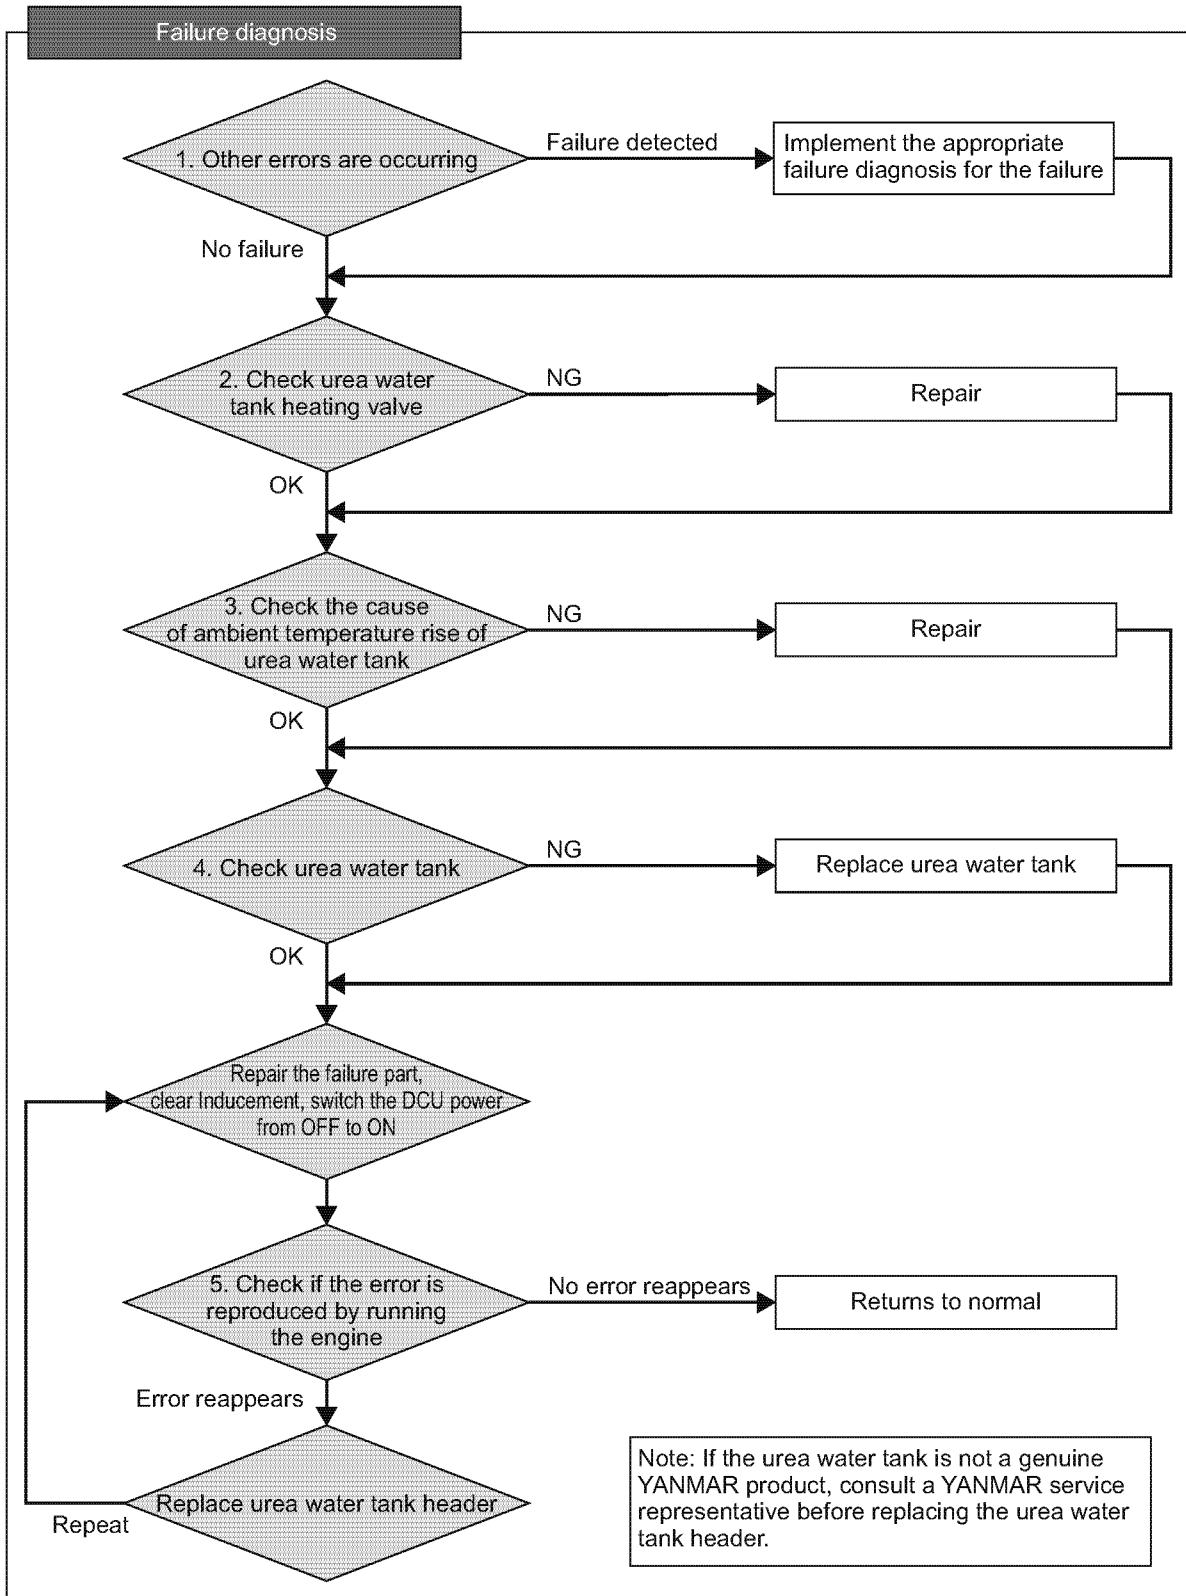 Failure diagnosis
1. Other errors are occurring
Failure detected
Implement the appropriate
failure diagnosis for the failure
No failure
2. Check urea water
tank heating valve
NG
Repair
OK
3. Check the cause
of ambient temperature rise of
urea water tank
NG
Repair
OK
4. Check urea water tank
NG
Replace urea water tank
OK
Repair the failure part,
clear Inducement, switch the DCU power
from OFF to ON
5. Check if the error is
reproduced by running
the engine
No error reappears
Returns to normal
Error reappears
Replace urea water tank header
Repeat
Note: If the urea water tank is not a genuine
YANMAR product, consult a YANMAR service
representative before replacing the urea water
tank header.